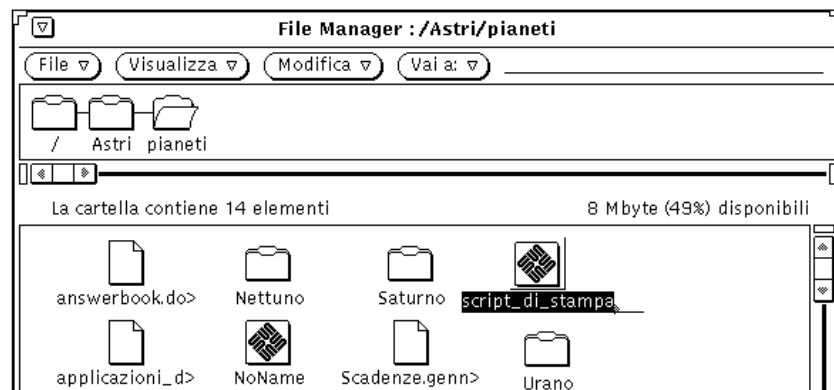 File Manager : /Astri/pianeti
File Visualizza Modifica Vai a:
/ Astri pianeti
La cartella contiene 14 elementi 8 Mbyte (49%) disponibili
answerbook.do> Nettuno Saturno script_di_stampa
applicazioni_d> NoName Scadenze.genn> Urano